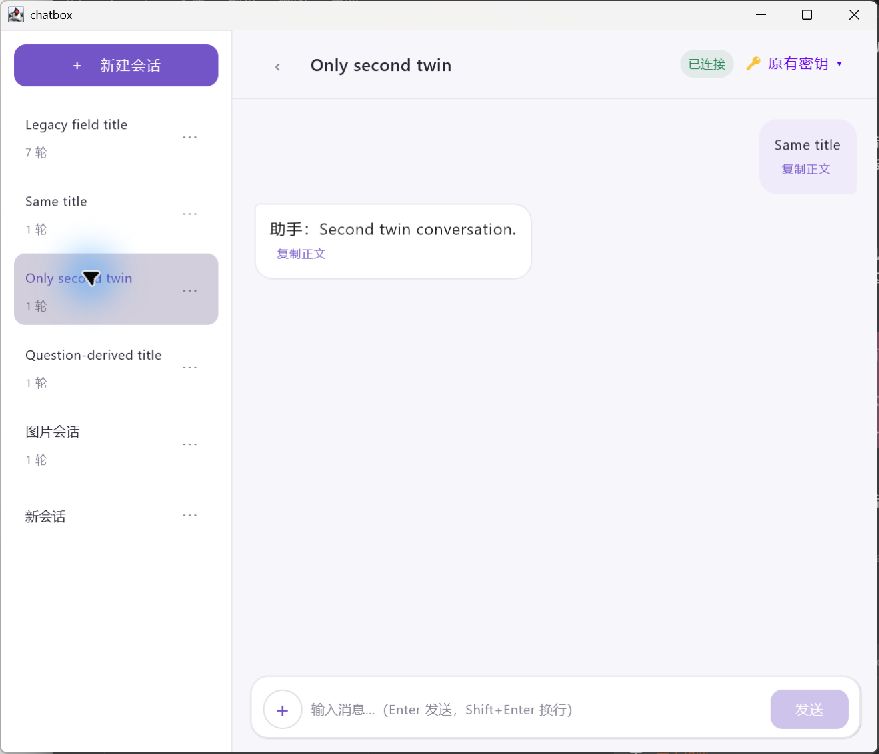 chatbox
+ 新建会话
Legacy field title
...
7 轮
Same title
...
1 轮
Only second twin
...
1 轮
Question-derived title
...
1 轮
图片会话
...
1 轮
新会话
...
‹ Only second twin
已连接
原有密钥
Same title
复制正文
助手：Second twin conversation.
复制正文
+
输入消息...（Enter 发送，Shift+Enter 换行）
发送